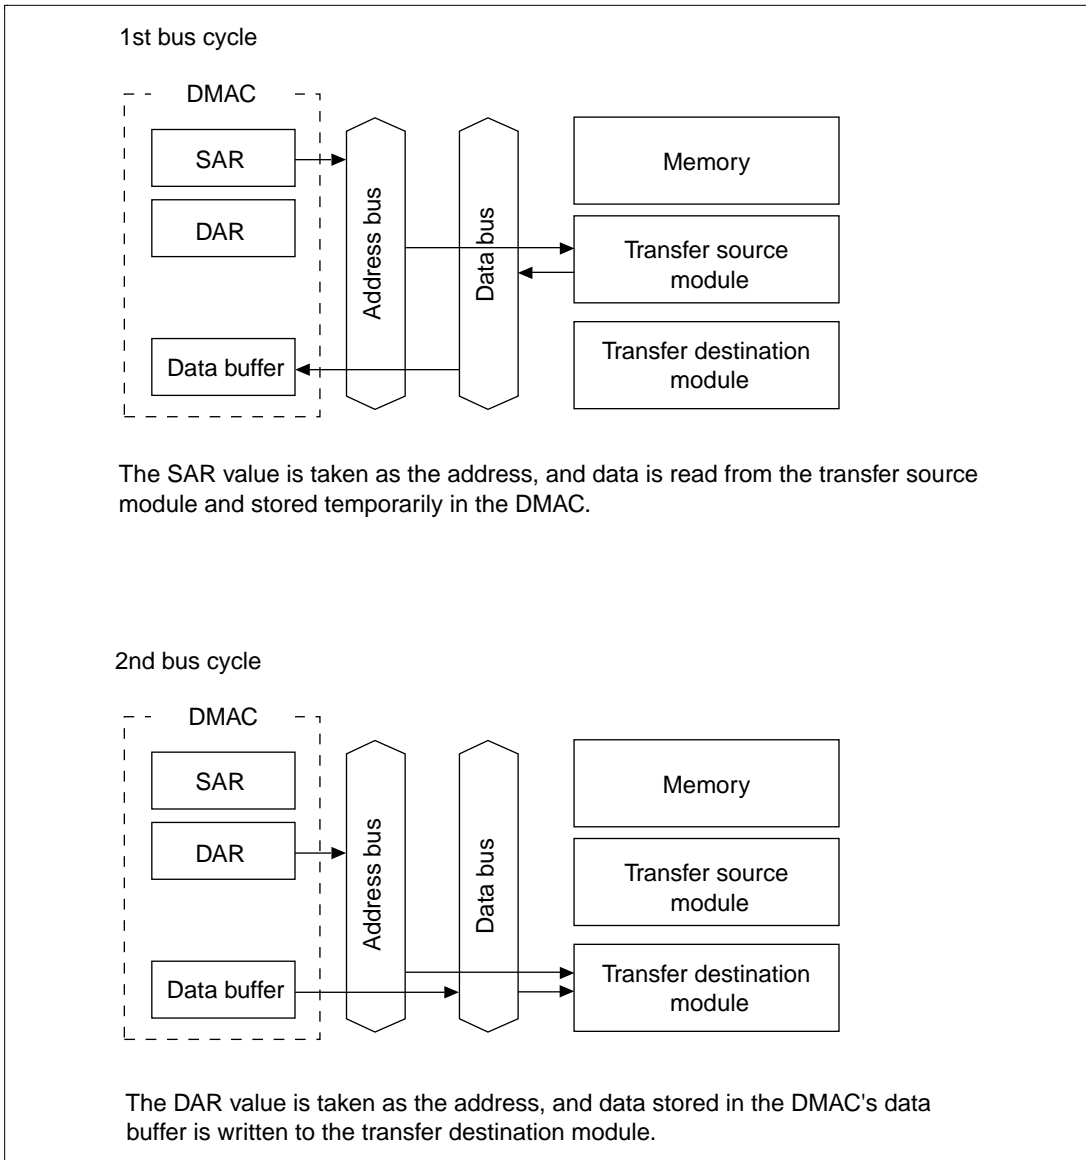 1st bus cycle
DMAC
SAR
DAR
Data buffer
Address bus
Data bus
Memory
Transfer source
module
Transfer destination
module
The SAR value is taken as the address, and data is read from the transfer source
module and stored temporarily in the DMAC.
2nd bus cycle
DMAC
SAR
DAR
Data buffer
Address bus
Data bus
Memory
Transfer source
module
Transfer destination
module
The DAR value is taken as the address, and data stored in the DMAC's data
buffer is written to the transfer destination module.